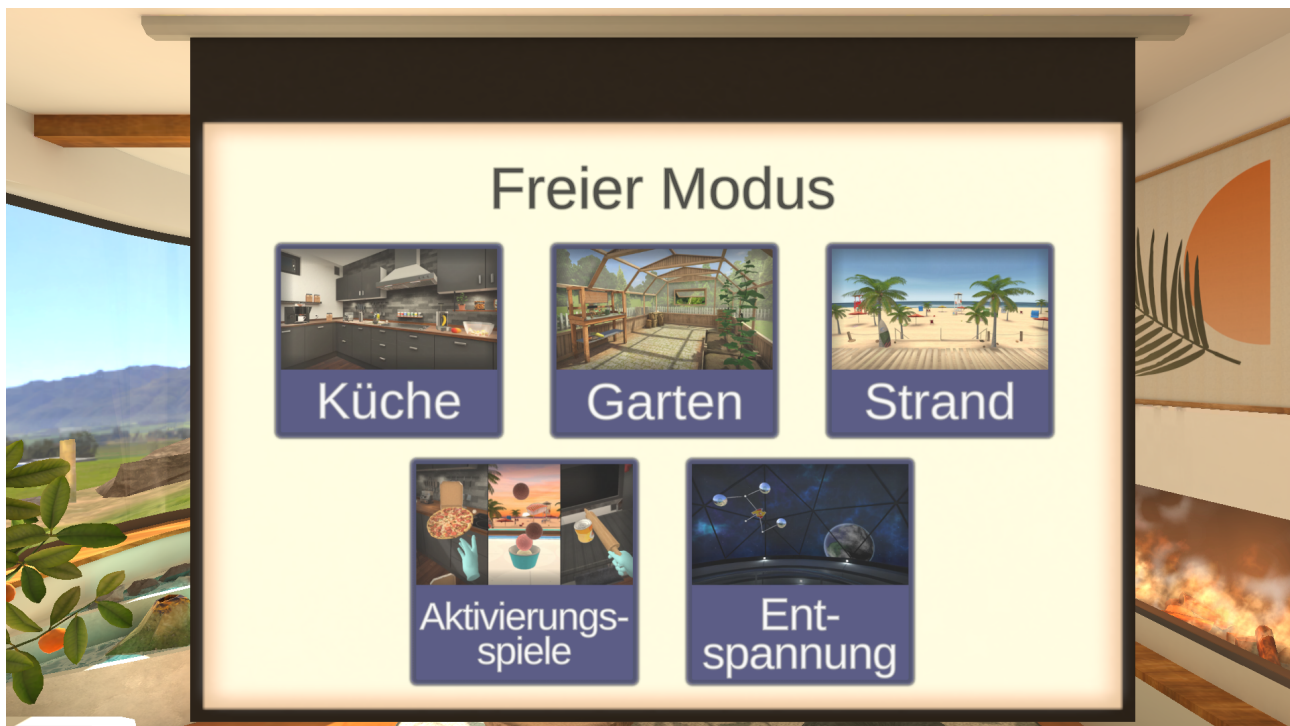 Freier Modus
Küche
Garten
Strand
Aktivierungs-
spiele
Ent-
spannung